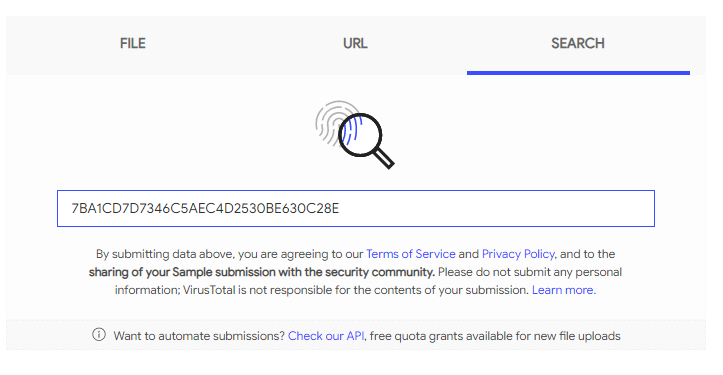 FILE
URL
SEARCH
7BA1CD7D7346C5AEC4D2530BE630C28E
By submitting data above, you are agreeing to our Terms of Service and Privacy Policy, and to the
sharing of your Sample submission with the security community. Please do not submit any personal
information; VirusTotal is not responsible for the contents of your submission. Learn more.
Want to automate submissions? Check our API, free quota grants available for new file uploads